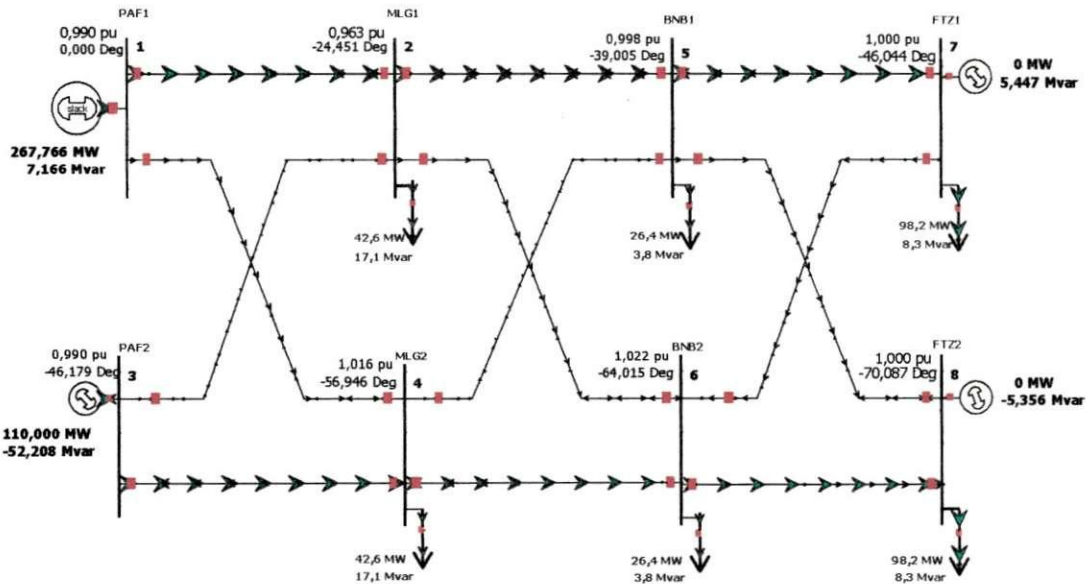 PAF1
0,990 pu
0,000 Deg
1
MLG1
0,963 pu
-24,451 Deg
2
BNB1
0,998 pu
-39,005 Deg
5
FTZ1
1,000 pu
-46,044 Deg
7
0 MW
5,447 Mvar
slack
267,766 MW
7,166 Mvar
42,6 MW
17,1 Mvar
26,4 MW
3,8 Mvar
98,2 MW
8,3 Mvar
PAF2
0,990 pu
-46,179 Deg
3
MLG2
1,016 pu
-56,946 Deg
4
BNB2
1,022 pu
-64,015 Deg
6
FTZ2
1,000 pu
-70,087 Deg
8
0 MW
-5,356 Mvar
110,000 MW
-52,208 Mvar
42,6 MW
17,1 Mvar
26,4 MW
3,8 Mvar
98,2 MW
8,3 Mvar